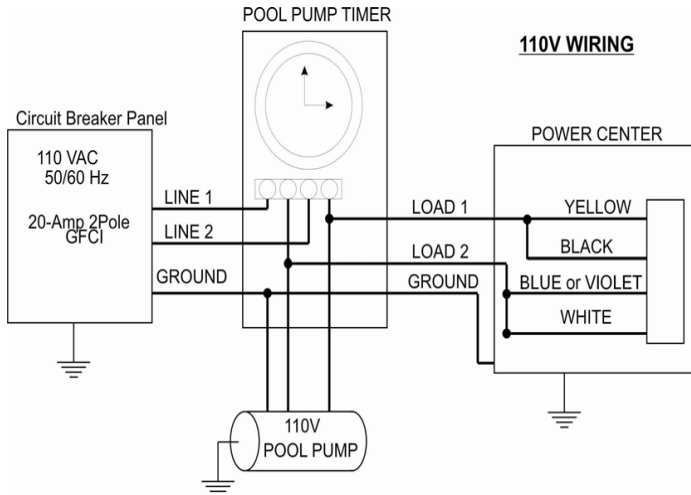 POOL PUMP TIMER
110V WIRING
Circuit Breaker Panel
110 VAC
50/60 Hz
20-Amp 2Pole
GFCI
LINE 1
LINE 2
GROUND
POWER CENTER
LOAD 1
LOAD 2
GROUND
YELLOW
BLACK
BLUE or VIOLET
WHITE
110V
POOL PUMP